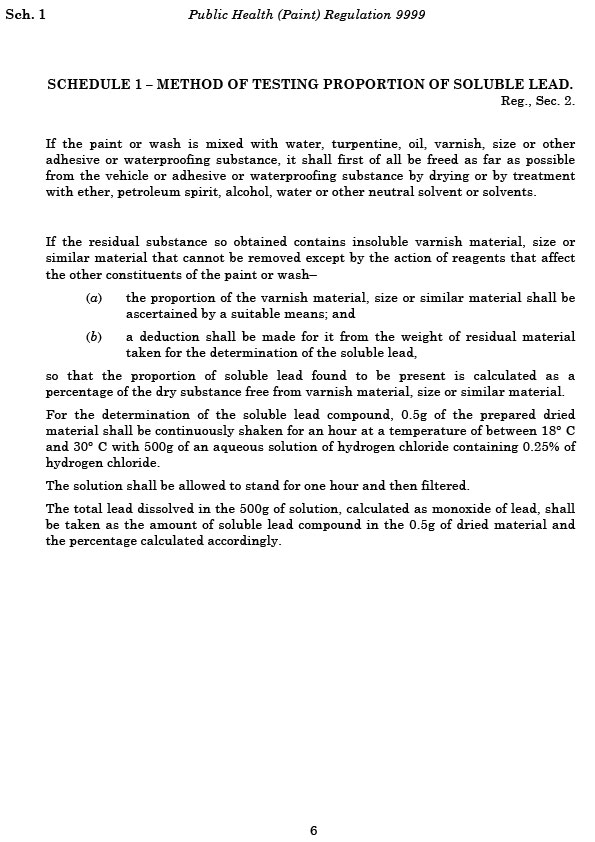 Sch. 1 Public Health (Paint) Regulation 9999
SCHEDULE 1 – METHOD OF TESTING PROPORTION OF SOLUBLE LEAD.
Reg., Sec. 2.
If the paint or wash is mixed with water, turpentine, oil, varnish, size or other
adhesive or waterproofing substance, it shall first of all be freed as far as possible
from the vehicle or adhesive or waterproofing substance by drying or by treatment
with ether, petroleum spirit, alcohol, water or other neutral solvent or solvents.
If the residual substance so obtained contains insoluble varnish material, size or
similar material that cannot be removed except by the action of reagents that affect
the other constituents of the paint or wash–
(a) the proportion of the varnish material, size or similar material shall be
ascertained by a suitable means; and
(b) a deduction shall be made for it from the weight of residual material
taken for the determination of the soluble lead,
so that the proportion of soluble lead found to be present is calculated as a
percentage of the dry substance free from varnish material, size or similar material.
For the determination of the soluble lead compound, 0.5g of the prepared dried
material shall be continuously shaken for an hour at a temperature of between 18° C
and 30° C with 500g of an aqueous solution of hydrogen chloride containing 0.25% of
hydrogen chloride.
The solution shall be allowed to stand for one hour and then filtered.
The total lead dissolved in the 500g of solution, calculated as monoxide of lead, shall
be taken as the amount of soluble lead compound in the 0.5g of dried material and
the percentage calculated accordingly.
6